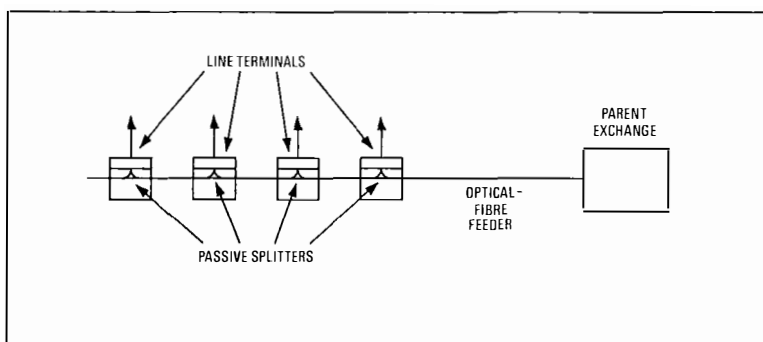 LINE TERMINALS
PARENT
EXCHANGE
OPTICAL-
FIBRE
FEEDER
PASSIVE SPLITTERS